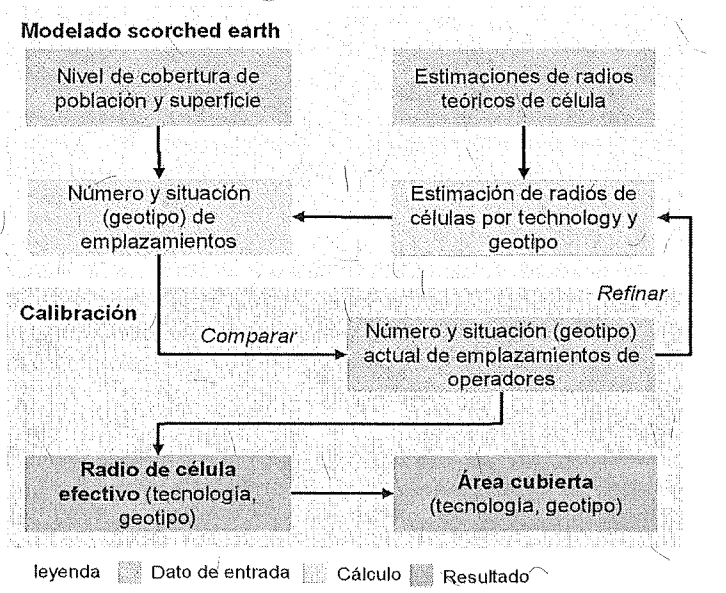 Modelado scorched earth
Nivel de cobertura de
población y superficie
Estimaciones de radios
teóricos de célula
Número y situación
(geotipo) de
emplazamientos
Estimación de radios de
células por technology y
geotipo
Refinar
Calibración
Comparar
Número y situación (geotipo)
actual de emplazamientos de
operadores
Radio de célula
efectivo (tecnología,
geotipo)
Área cubierta
(tecnología, geotipo)
leyenda Dato de entrada Cálculo Resultado